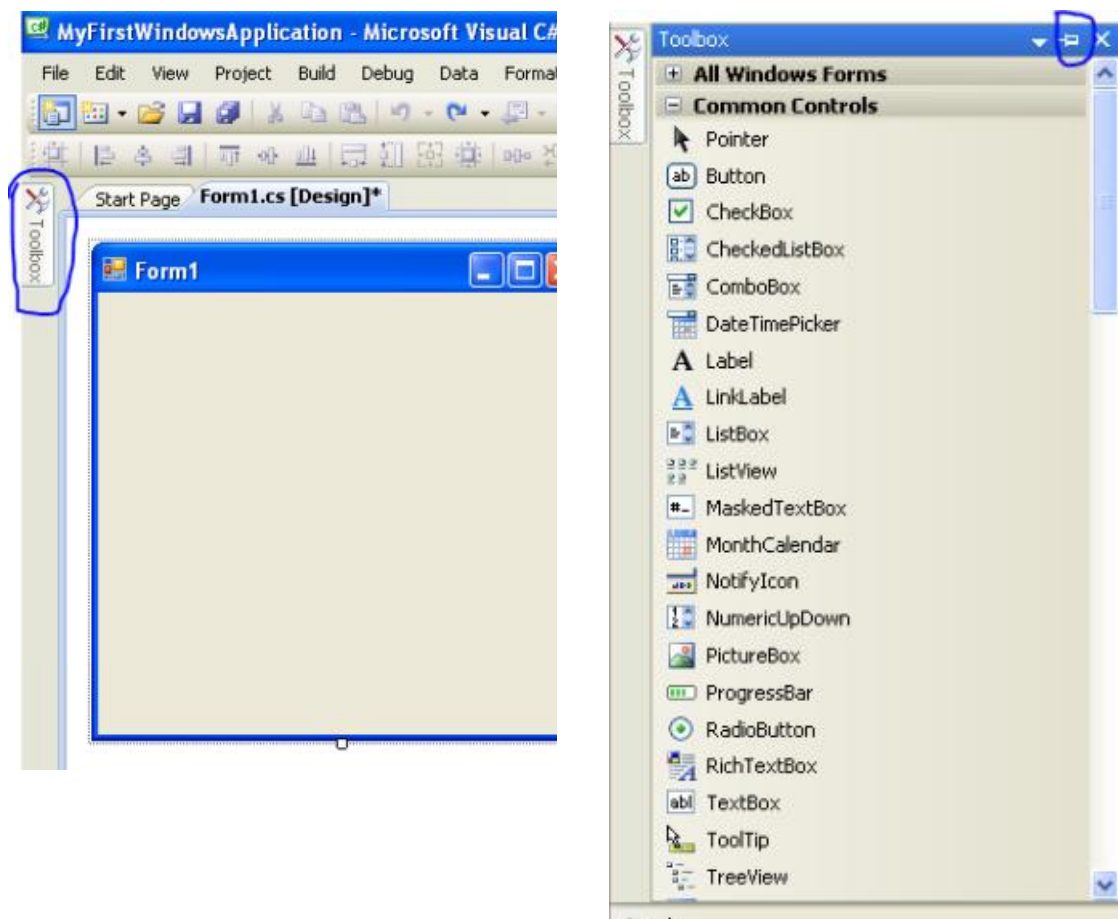 MyFirstWindowsApplication - Microsoft Visual C#
File Edit View Project Build Debug Data Format
Toolbox
Start Page Form1.cs [Design]*
Form1
Toolbox
Toolbox
All Windows Forms
Common Controls
Pointer
ab Button
CheckBox
CheckedListBox
ComboBox
DateTimePicker
A Label
A LinkLabel
ListBox
ListView
#_ MaskedTextBox
MonthCalendar
NotifyIcon
NumericUpDown
PictureBox
ProgressBar
RadioButton
RichTextBox
abl TextBox
ToolTip
TreeView